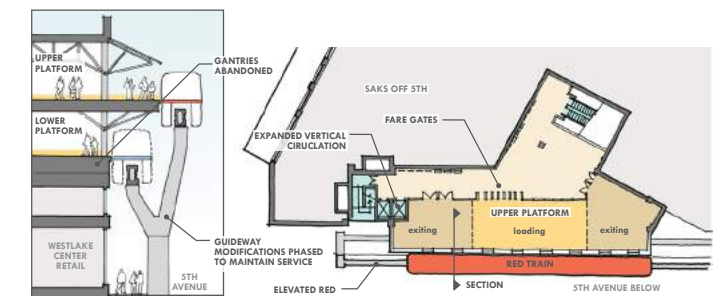 UPPER
PLATFORM
GANTRIES
ABANDONED
LOWER
PLATFORM
WESTLAKE
CENTER
RETAIL
5TH
AVENUE
GUIDEWAY
MODIFICATIONS PHASED
TO MAINTAIN SERVICE
SAKS OFF 5TH
FARE GATES
EXPANDED VERTICAL
CIRUCLATION
UPPER PLATFORM
exiting
loading
exiting
RED TRAIN
SECTION
ELEVATED RED
5TH AVENUE BELOW